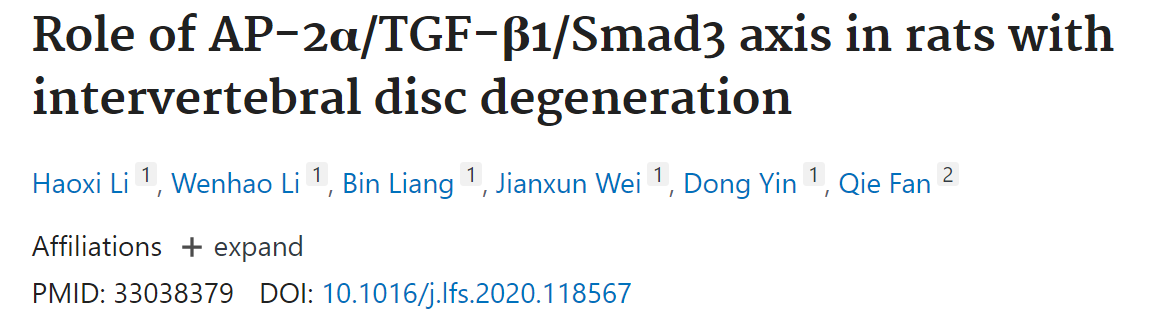 Role of AP-2α/TGF-β1/Smad3 axis in rats with
intervertebral disc degeneration
Haoxi Li 1, Wenhao Li 1, Bin Liang 1, Jianxun Wei 1, Dong Yin 1, Qie Fan 2
Affiliations + expand
PMID: 33038379 DOI: 10.1016/j.lfs.2020.118567